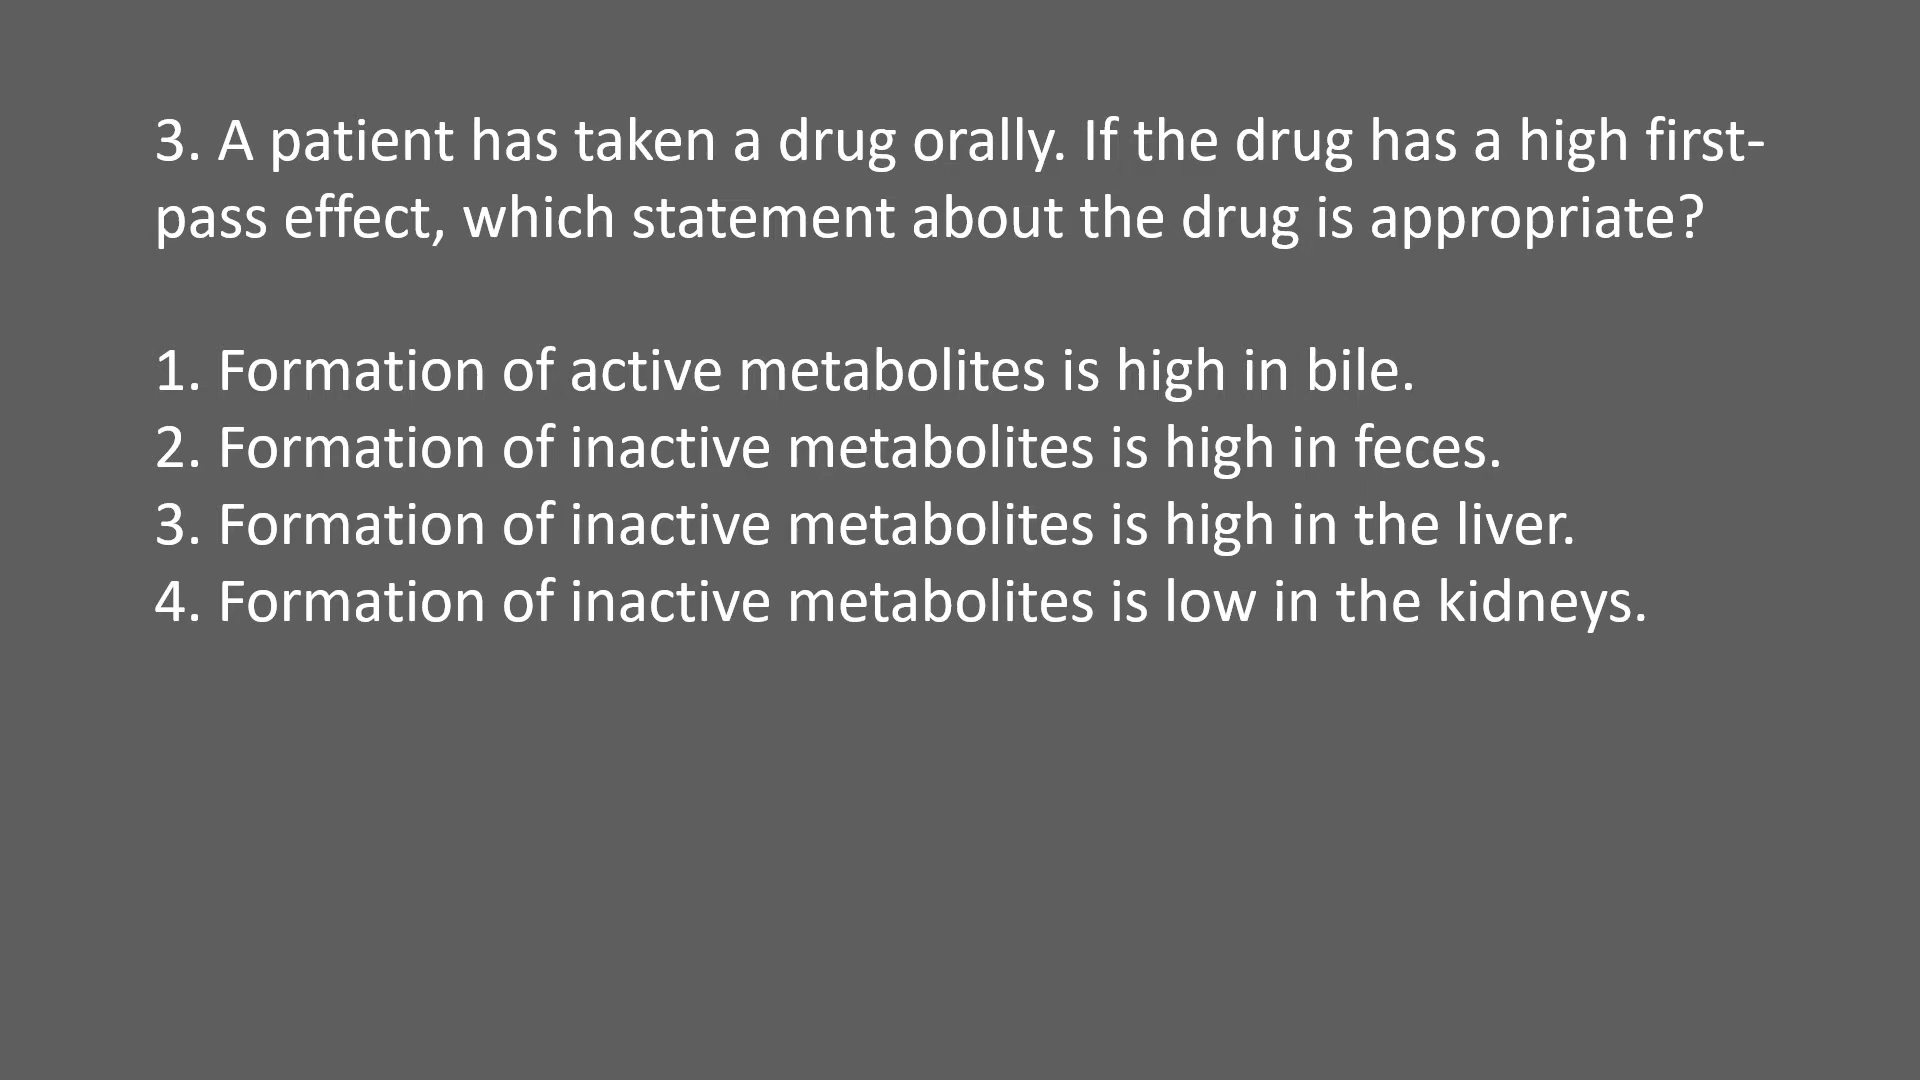 3. A patient has taken a drug orally. If the drug has a high first-
pass effect, which statement about the drug is appropriate?
1. Formation of active metabolites is high in bile.
2. Formation of inactive metabolites is high in feces.
3. Formation of inactive metabolites is high in the liver.
4. Formation of inactive metabolites is low in the kidneys.